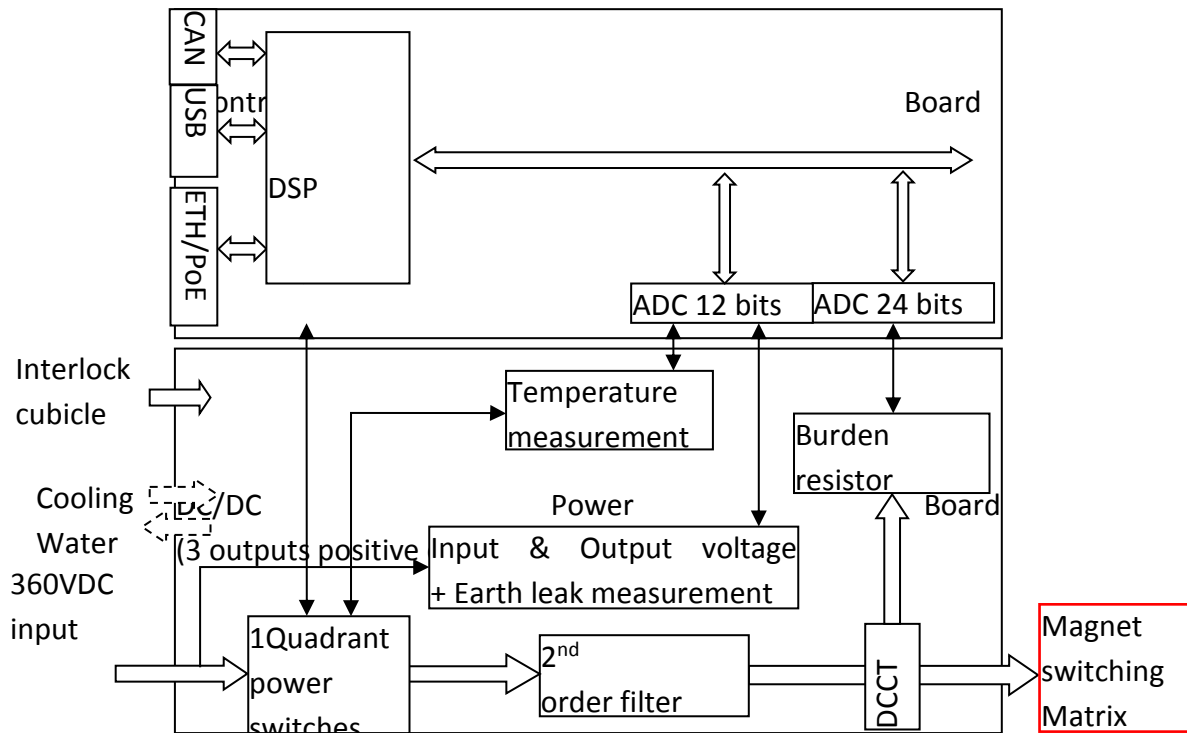 CAN
USB
ETH/PoE
ontr
Board
DSP
ADC 12 bits
ADC 24 bits
Interlock
cubicle
Temperature
measurement
Burden
resistor
Cooling
Water
DC/DC
Power
Board
(3 outputs positive
Input & Output voltage
+ Earth leak measurement
360VDC
input
1Quadrant
power
switches
2nd
order filter
DCCT
Magnet
switching
Matrix